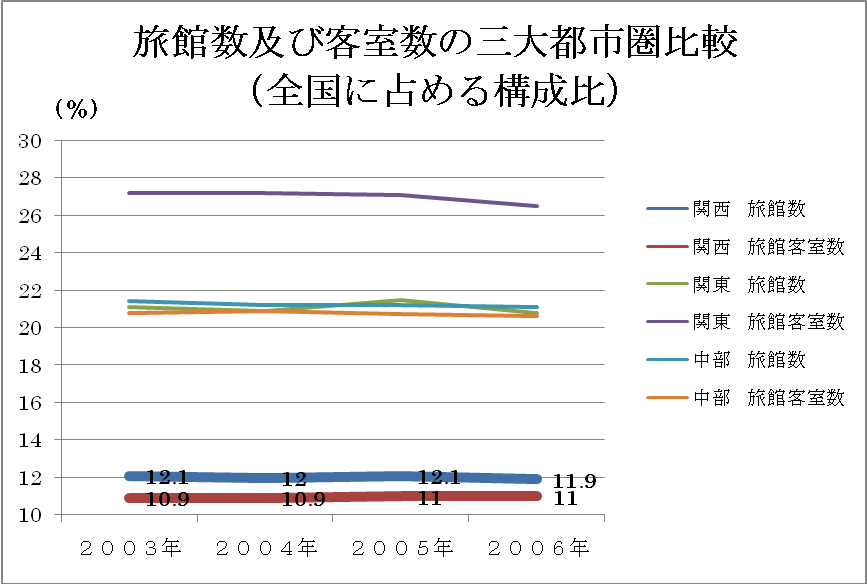 旅館数及び客室数の三大都市圏比較
（全国に占める構成比）
(%)
30
28
26
24
22
20
18
16
14
12
10
12.1
12
12.1
11.9
10.9
10.9
11
11
２００３年
２００４年
２００５年
２００６年
関西　旅館数
関西　旅館客室数
関東　旅館数
関東　旅館客室数
中部　旅館数
中部　旅館客室数